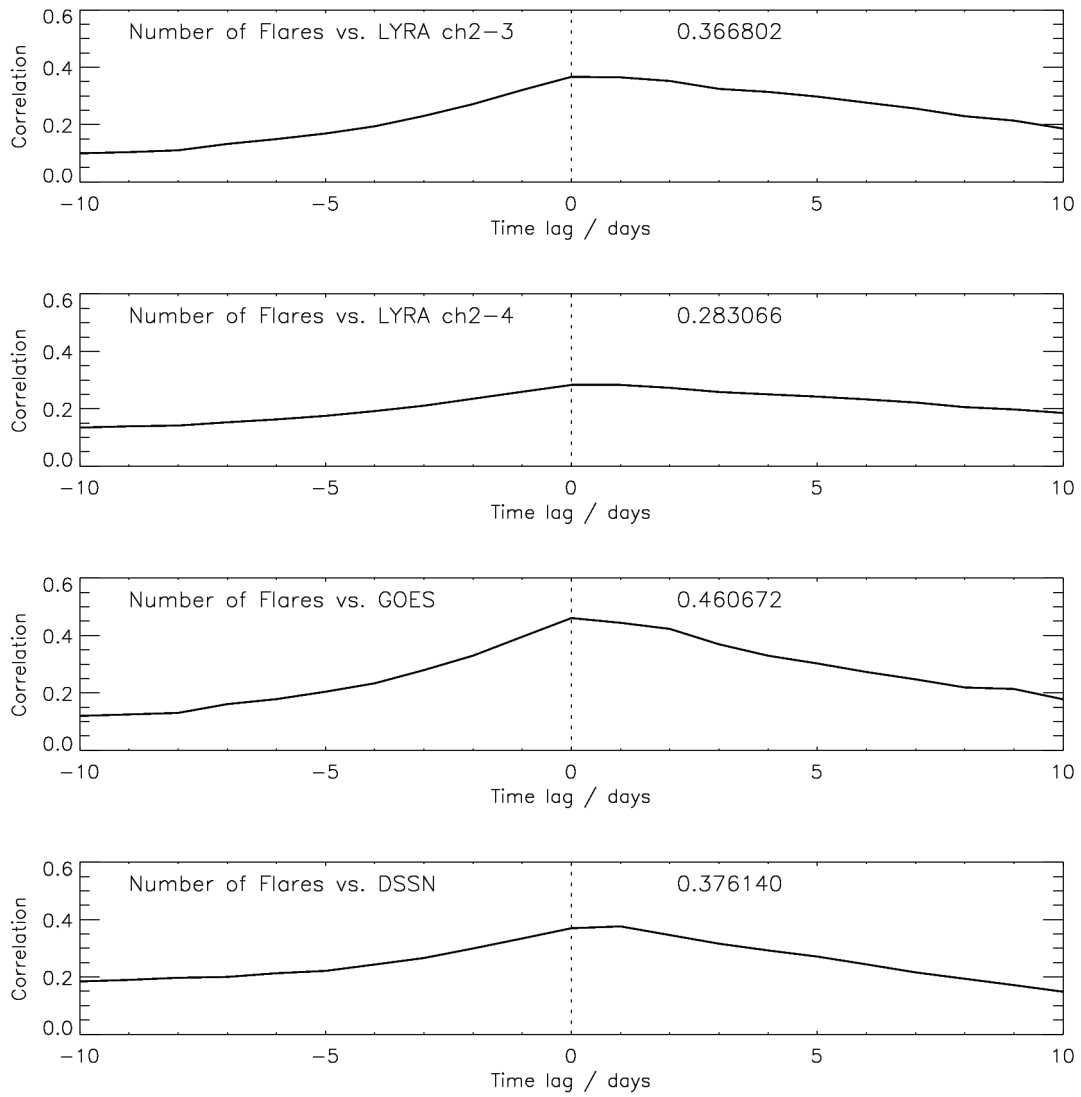 0.6
Number of Flares vs. LYRA ch2-3 0.366802
0.4
Correlation
0.2
0.0
-10 -5 0 5 10
Time lag / days
0.6
Number of Flares vs. LYRA ch2-4 0.283066
0.4
Correlation
0.2
0.0
-10 -5 0 5 10
Time lag / days
0.6
Number of Flares vs. GOES 0.460672
0.4
Correlation
0.2
0.0
-10 -5 0 5 10
Time lag / days
0.6
Number of Flares vs. DSSN 0.376140
0.4
Correlation
0.2
0.0
-10 -5 0 5 10
Time lag / days